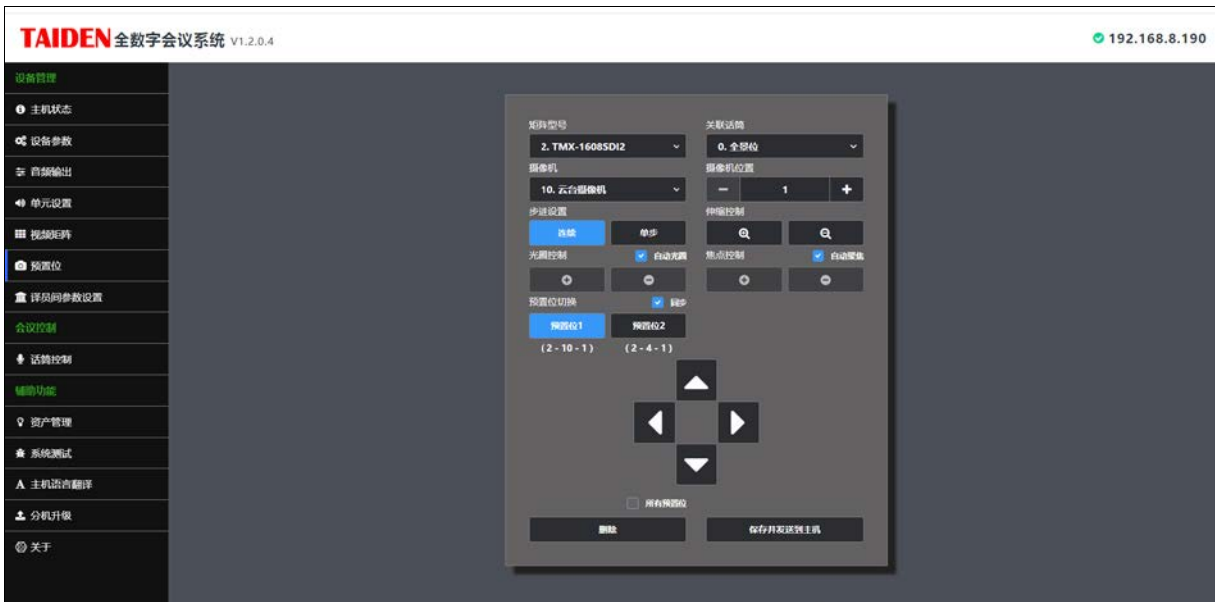 TAIDEN 全数字会议系统 V1.2.0.4
192.168.8.190
设备管理
主机状态
设备参数
音频输出
单元设置
视频矩阵
预置位
译员间参数设置
会议控制
话筒控制
辅助功能
资产管理
系统测试
A 主机语言翻译
分机升级
关于
矩阵型号 关联话筒
2. TMX-1608SDI2 0. 全景位
摄像机 摄像机位置
10. 云台摄像机 1
步进设置 伸缩控制
连续 单步
光圈控制 自动光圈 焦点控制 自动聚焦
预置位切换 同步
预置位1 预置位2
(2-10-1) (2-4-1)
所有预置位
删除 保存并发送到主机